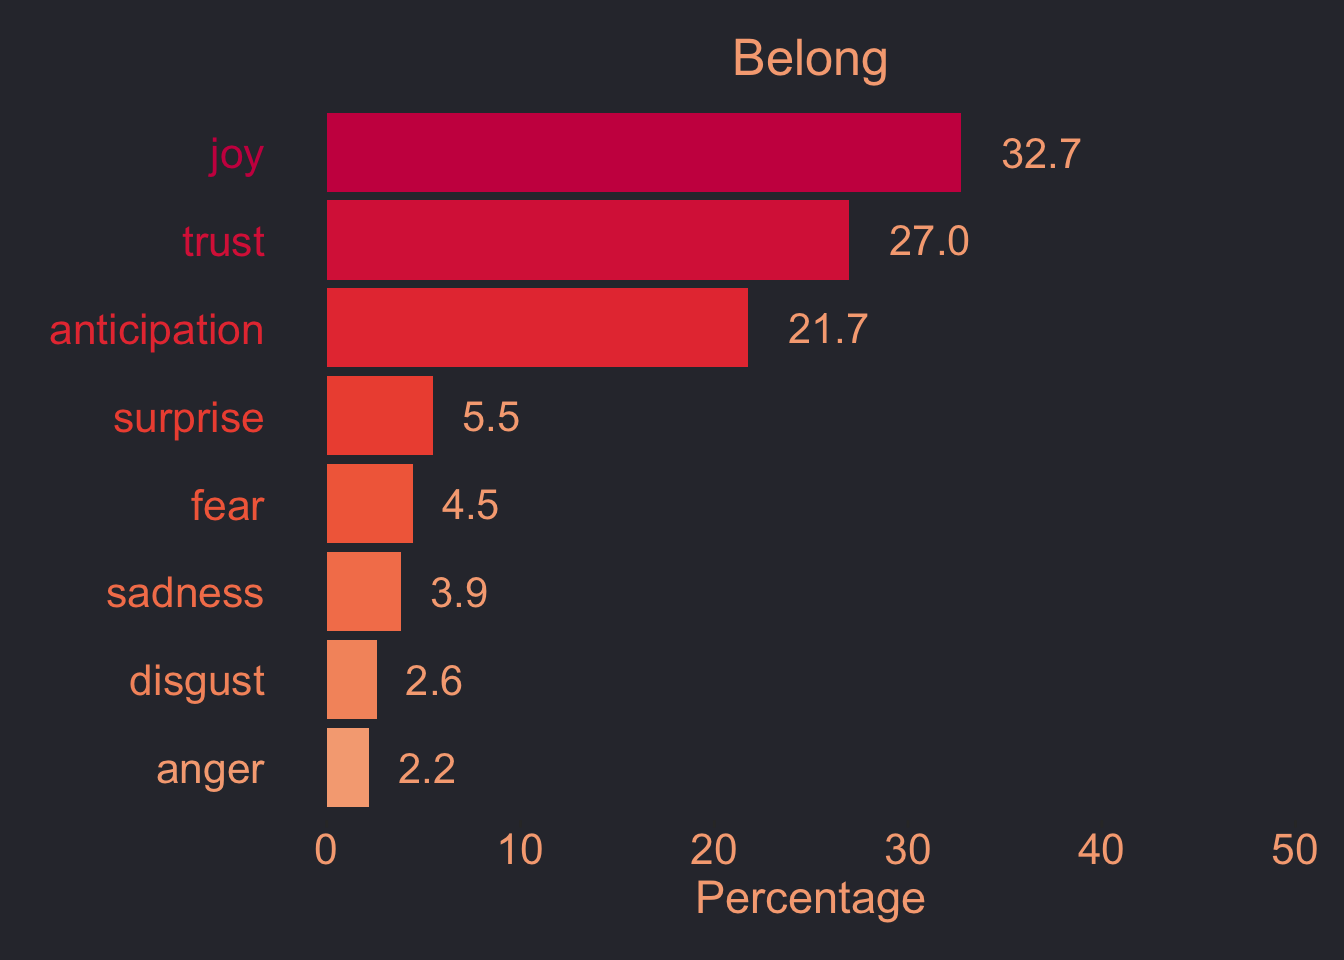 Belong
joy 32.7
trust 27.0
anticipation 21.7
surprise 5.5
fear 4.5
sadness 3.9
disgust 2.6
anger 2.2
0 10 20 30 40 50
Percentage